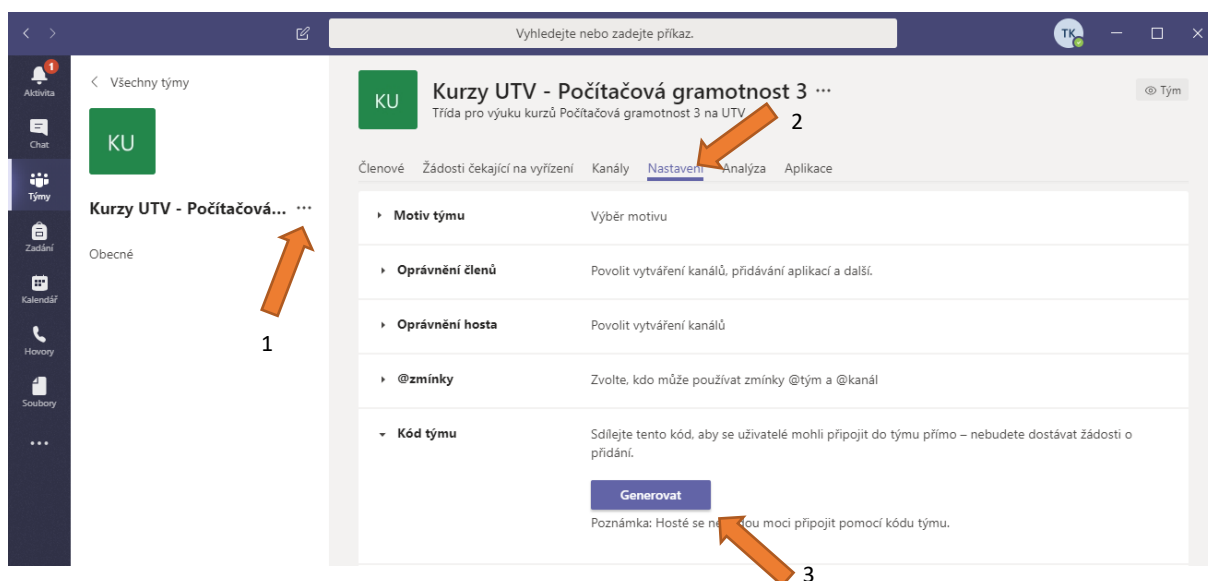 Vyhledejte nebo zadejte příkaz.
TK
1
Aktivita
Chat
Týmy
Zadání
Kalendář
Hovory
Soubory
Všechny týmy
KU
Kurzy UTV - Počítačová...
Obecné
1
KU
Kurzy UTV - Počítačová gramotnost 3
Třída pro výuku kurzů Počítačová gramotnost 3 na UTV
Tým
2
Členové Žádosti čekající na vyřízení Kanály Nastavení Analýza Aplikace
Motiv týmu Výběr motivu
Oprávnění členů Povolit vytváření kanálů, přidávání aplikací a další.
Oprávnění hosta Povolit vytváření kanálů
@zmínky Zvolte, kdo může používat zmínky @tým a @kanál
Kód týmu Sdílejte tento kód, aby se uživatelé mohli připojit do týmu přímo – nebudete dostávat žádosti o
přidání.
Generovat
Poznámka: Hosté se moci připojit pomocí kódu týmu.
3